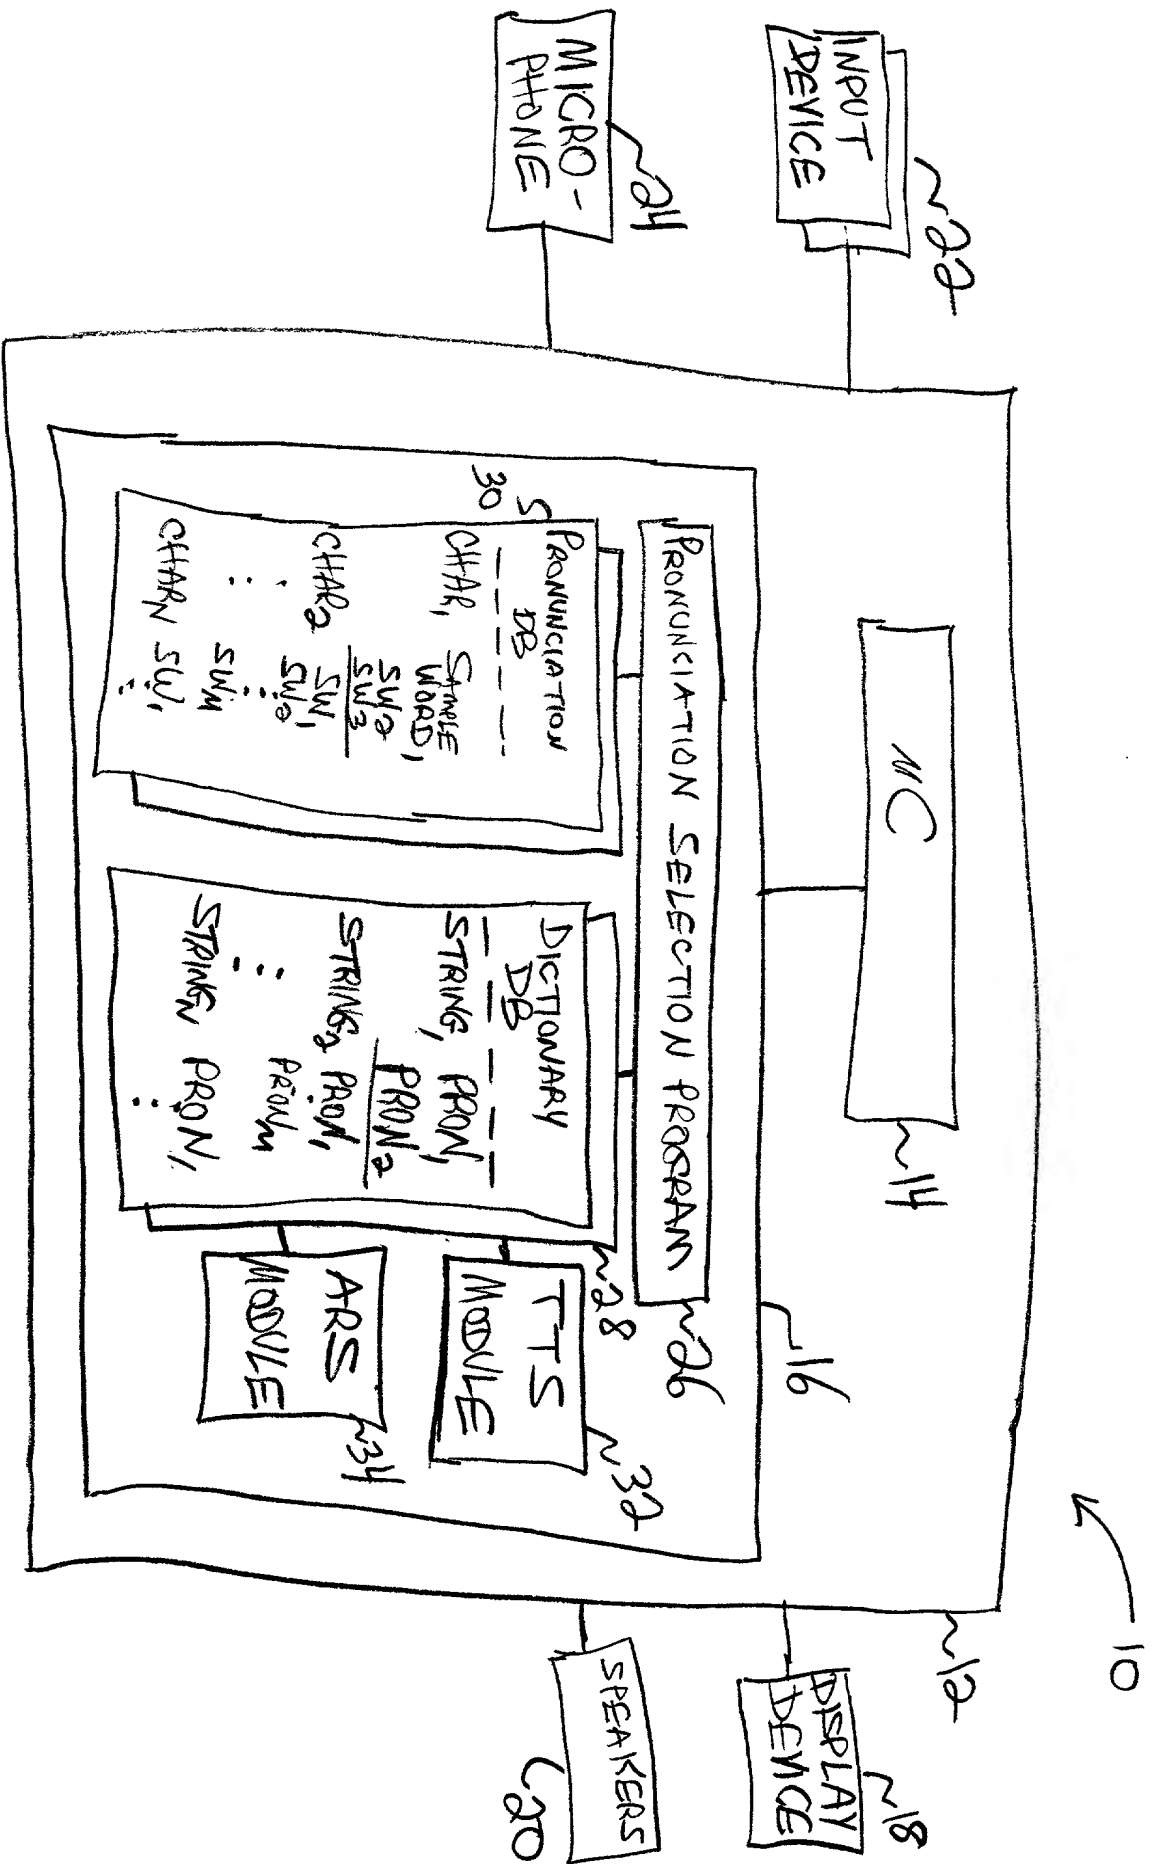 10
INPUT
DEVICE
22
MICRO-
PHONE
24
12
μC
14
16
PRONUNCIATION SELECTION PROGRAM
26
30
PRONUNCIATION
DB
CHAR1 SAMPLE
WORD1
SW2
SW3
CHAR2 SW1
SW2
⋮
SWM
⋮
CHARN SW1
⋮
DICTIONARY
DB
28
STRING1 PRON1
PRON2
STRING2 PRON1
⋮
PRONM
⋮
STRINGN PRON1
⋮
TTS
MODULE
32
ARS
MODULE
34
DISPLAY
DEVICE
18
SPEAKERS
20